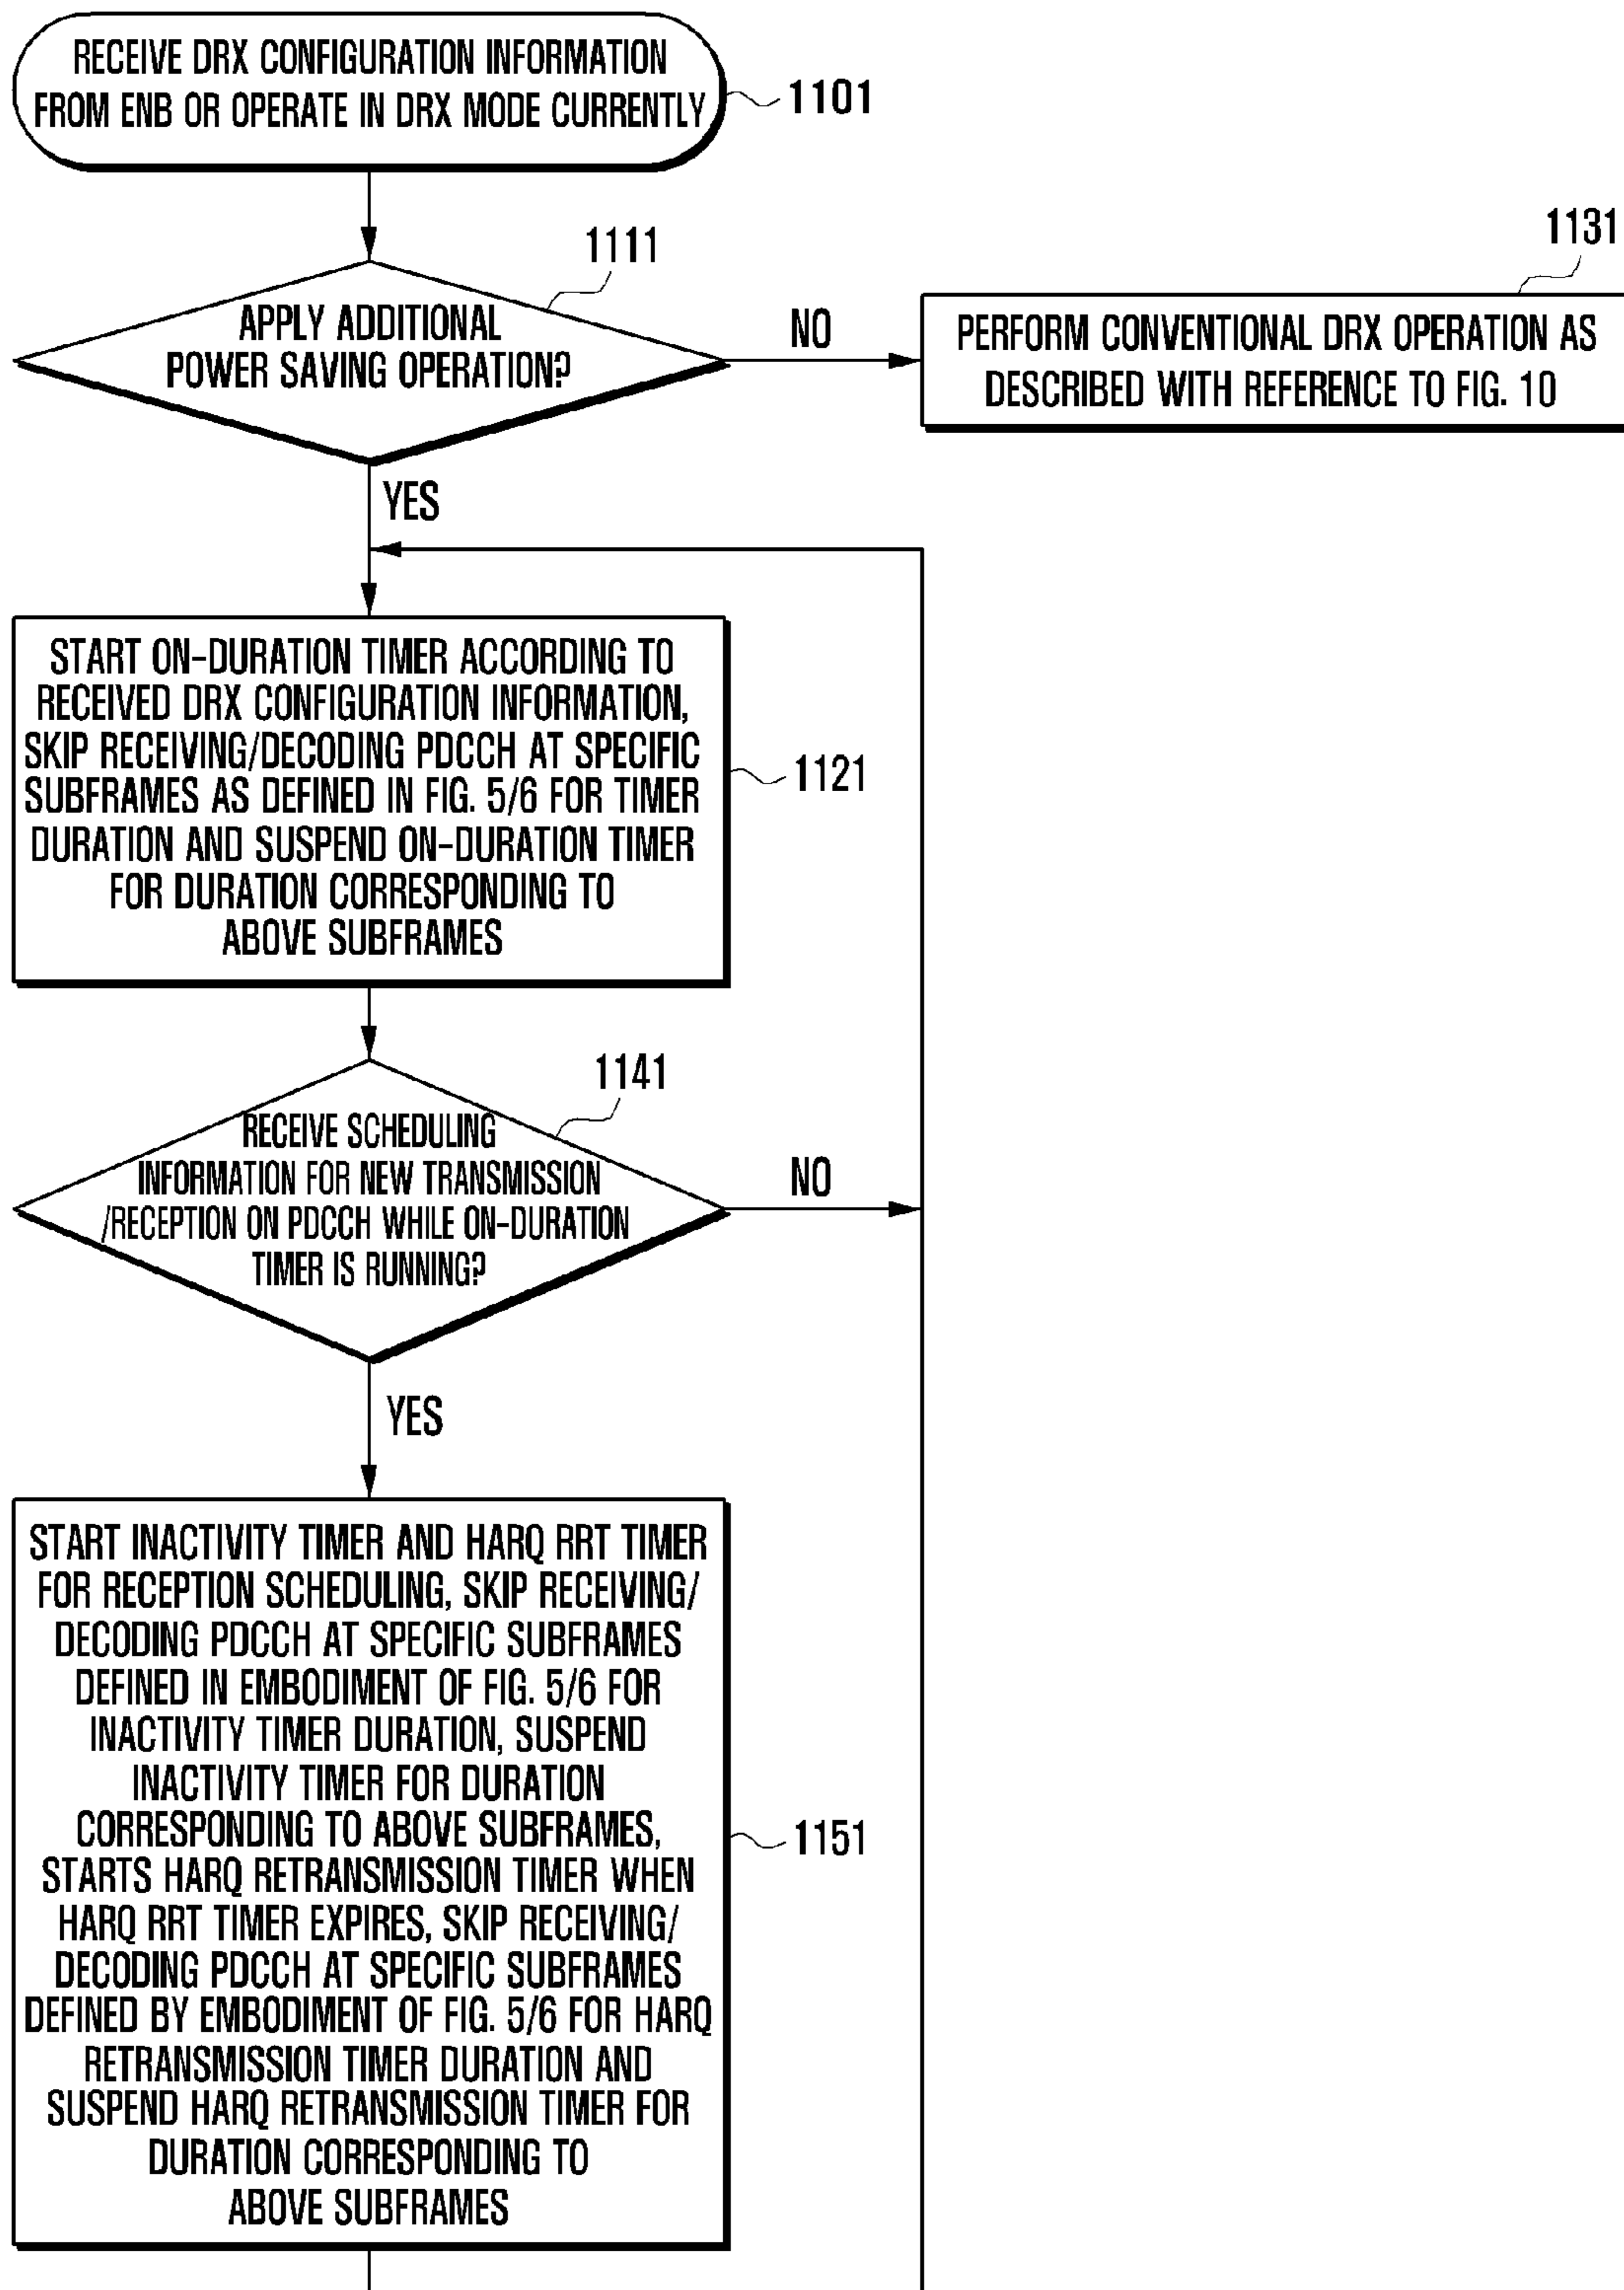 RECEIVE DRX CONFIGURATION INFORMATION
FROM ENB OR OPERATE IN DRX MODE CURRENTLY
1101
1111
APPLY ADDITIONAL
POWER SAVING OPERATION?
NO
1131
PERFORM CONVENTIONAL DRX OPERATION AS
DESCRIBED WITH REFERENCE TO FIG. 10
YES
START ON-DURATION TIMER ACCORDING TO
RECEIVED DRX CONFIGURATION INFORMATION,
SKIP RECEIVING/DECODING PDCCH AT SPECIFIC
SUBFRAMES AS DEFINED IN FIG. 5/6 FOR TIMER
DURATION AND SUSPEND ON-DURATION TIMER
FOR DURATION CORRESPONDING TO
ABOVE SUBFRAMES
1121
1141
RECEIVE SCHEDULING
INFORMATION FOR NEW TRANSMISSION
/RECEPTION ON PDCCH WHILE ON-DURATION
TIMER IS RUNNING?
NO
YES
START INACTIVITY TIMER AND HARQ RRT TIMER
FOR RECEPTION SCHEDULING, SKIP RECEIVING/
DECODING PDCCH AT SPECIFIC SUBFRAMES
DEFINED IN EMBODIMENT OF FIG. 5/6 FOR
INACTIVITY TIMER DURATION, SUSPEND
INACTIVITY TIMER FOR DURATION
CORRESPONDING TO ABOVE SUBFRAMES,
STARTS HARQ RETRANSMISSION TIMER WHEN
HARQ RRT TIMER EXPIRES, SKIP RECEIVING/
DECODING PDCCH AT SPECIFIC SUBFRAMES
DEFINED BY EMBODIMENT OF FIG. 5/6 FOR HARQ
RETRANSMISSION TIMER DURATION AND
SUSPEND HARQ RETRANSMISSION TIMER FOR
DURATION CORRESPONDING TO
ABOVE SUBFRAMES
1151